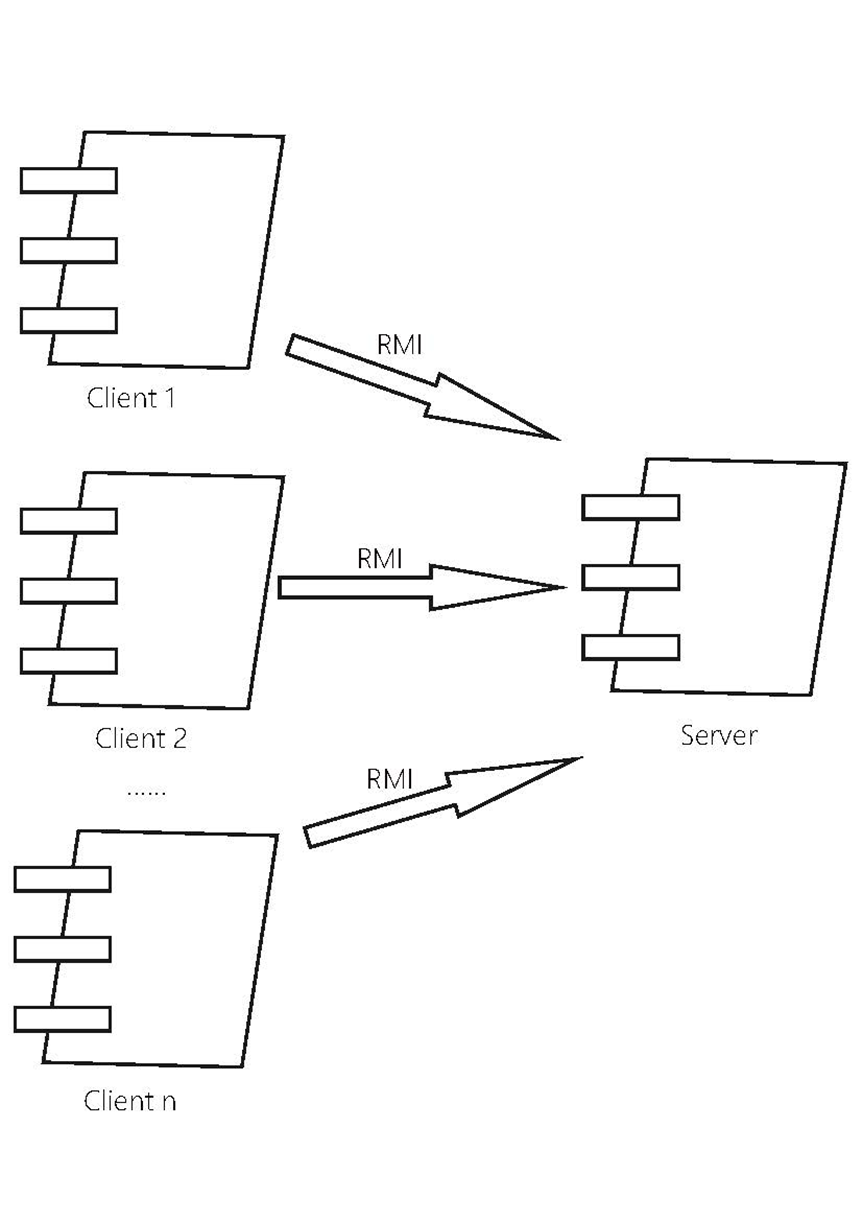 RMI
Client 1
RMI
Client 2
Server
......
RMI
Client n